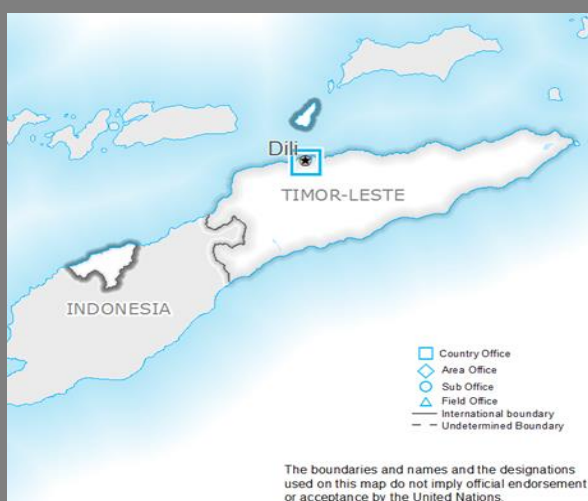 Dili
TIMOR-LESTE
INDONESIA
Country Office
Area Office
Sub Office
Field Office
International boundary
Undetermined Boundary
The boundaries and names and the designations
used on this map do not imply official endorsement
or acceptance by the United Nations.